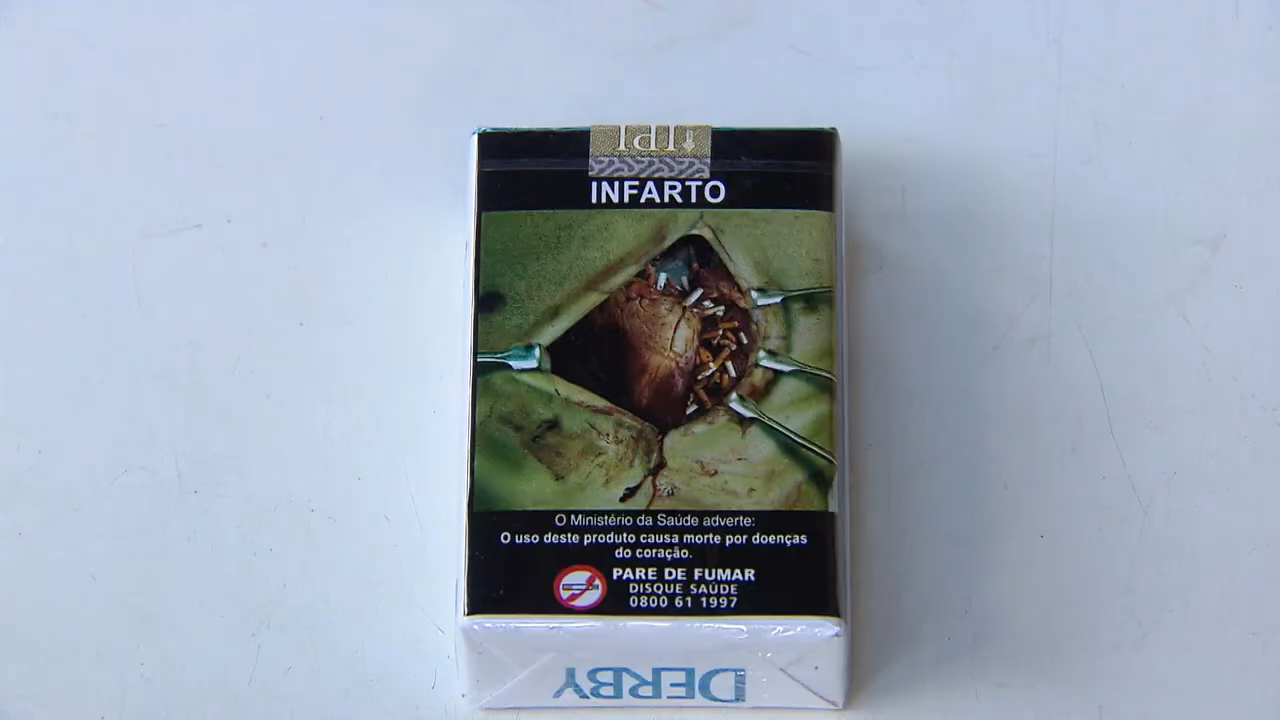 IPI
INFARTO
O Ministério da Saúde adverte:
O uso deste produto causa morte por doenças
do coração.
PARE DE FUMAR
DISQUE SAÚDE
0800 61 1997
DERBY